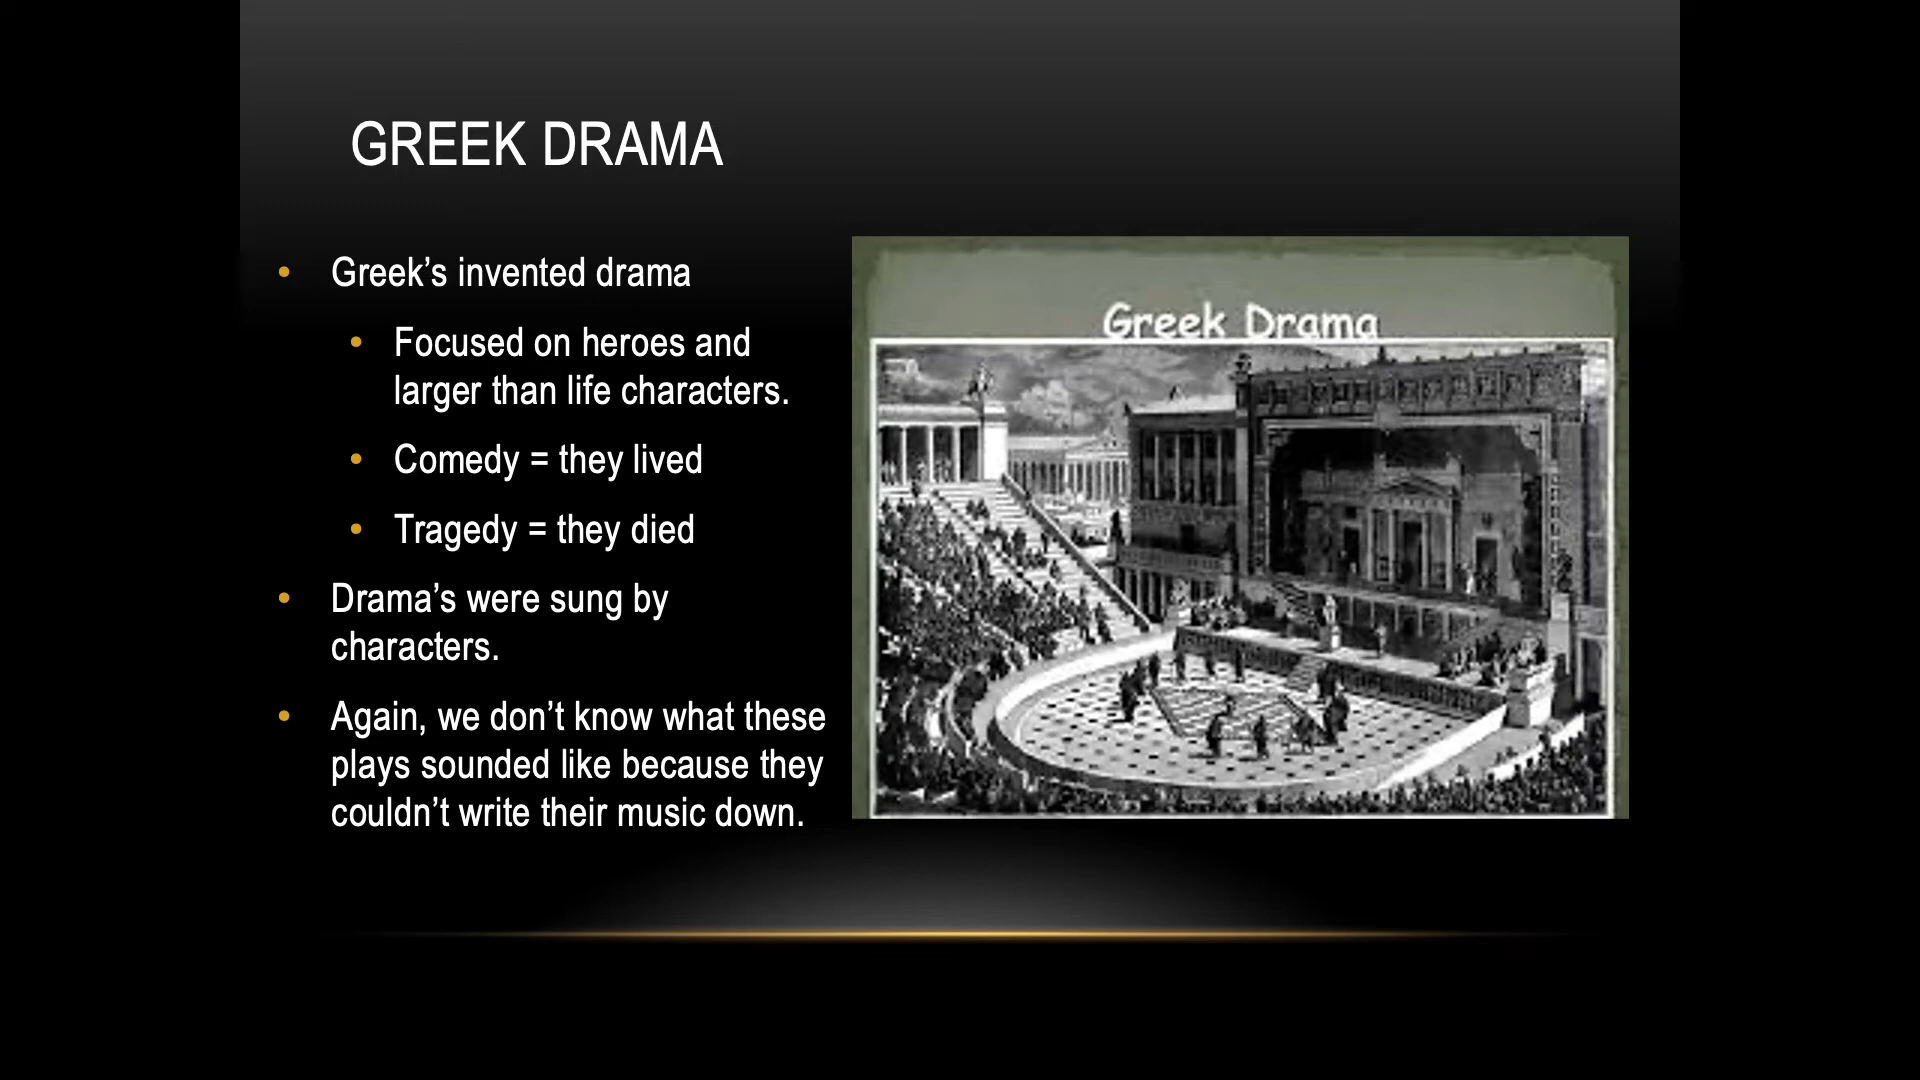 GREEK DRAMA
• Greek's invented drama
• Focused on heroes and
larger than life characters.
• Comedy = they lived
• Tragedy = they died
• Drama's were sung by
characters.
• Again, we don't know what these
plays sounded like because they
couldn't write their music down.
Greek Drama